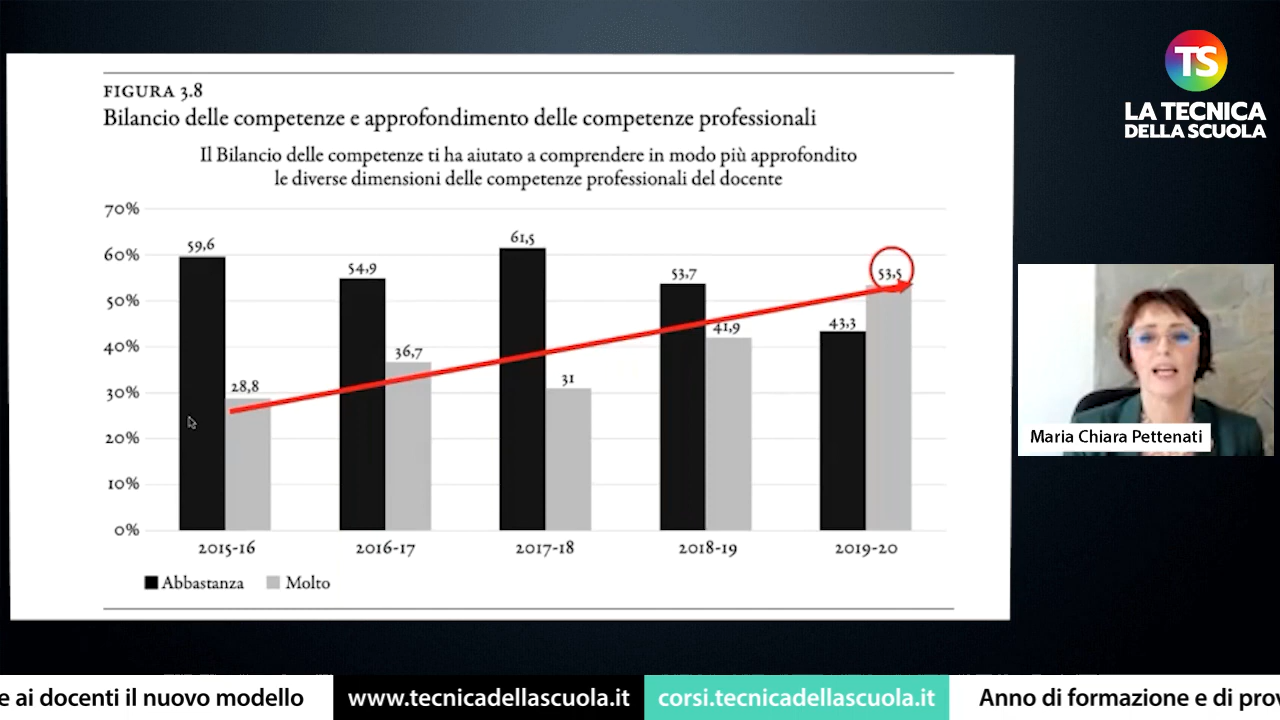 FIGURA 3.8
Bilancio delle competenze e approfondimento delle competenze professionali
Il Bilancio delle competenze ti ha aiutato a comprendere in modo più approfondito
le diverse dimensioni delle competenze professionali del docente
70%
60%
50%
40%
30%
20%
10%
0%
59,6
28,8
54,9
36,7
61,5
31
53,7
41,9
43,3
53,5
2015-16
2016-17
2017-18
2018-19
2019-20
Abbastanza
Molto
TS
LA TECNICA
DELLA SCUOLA
Maria Chiara Pettenati
e ai docenti il nuovo modello
www.tecnicadellascuola.it
corsi.tecnicadellascuola.it
Anno di formazione e di prov